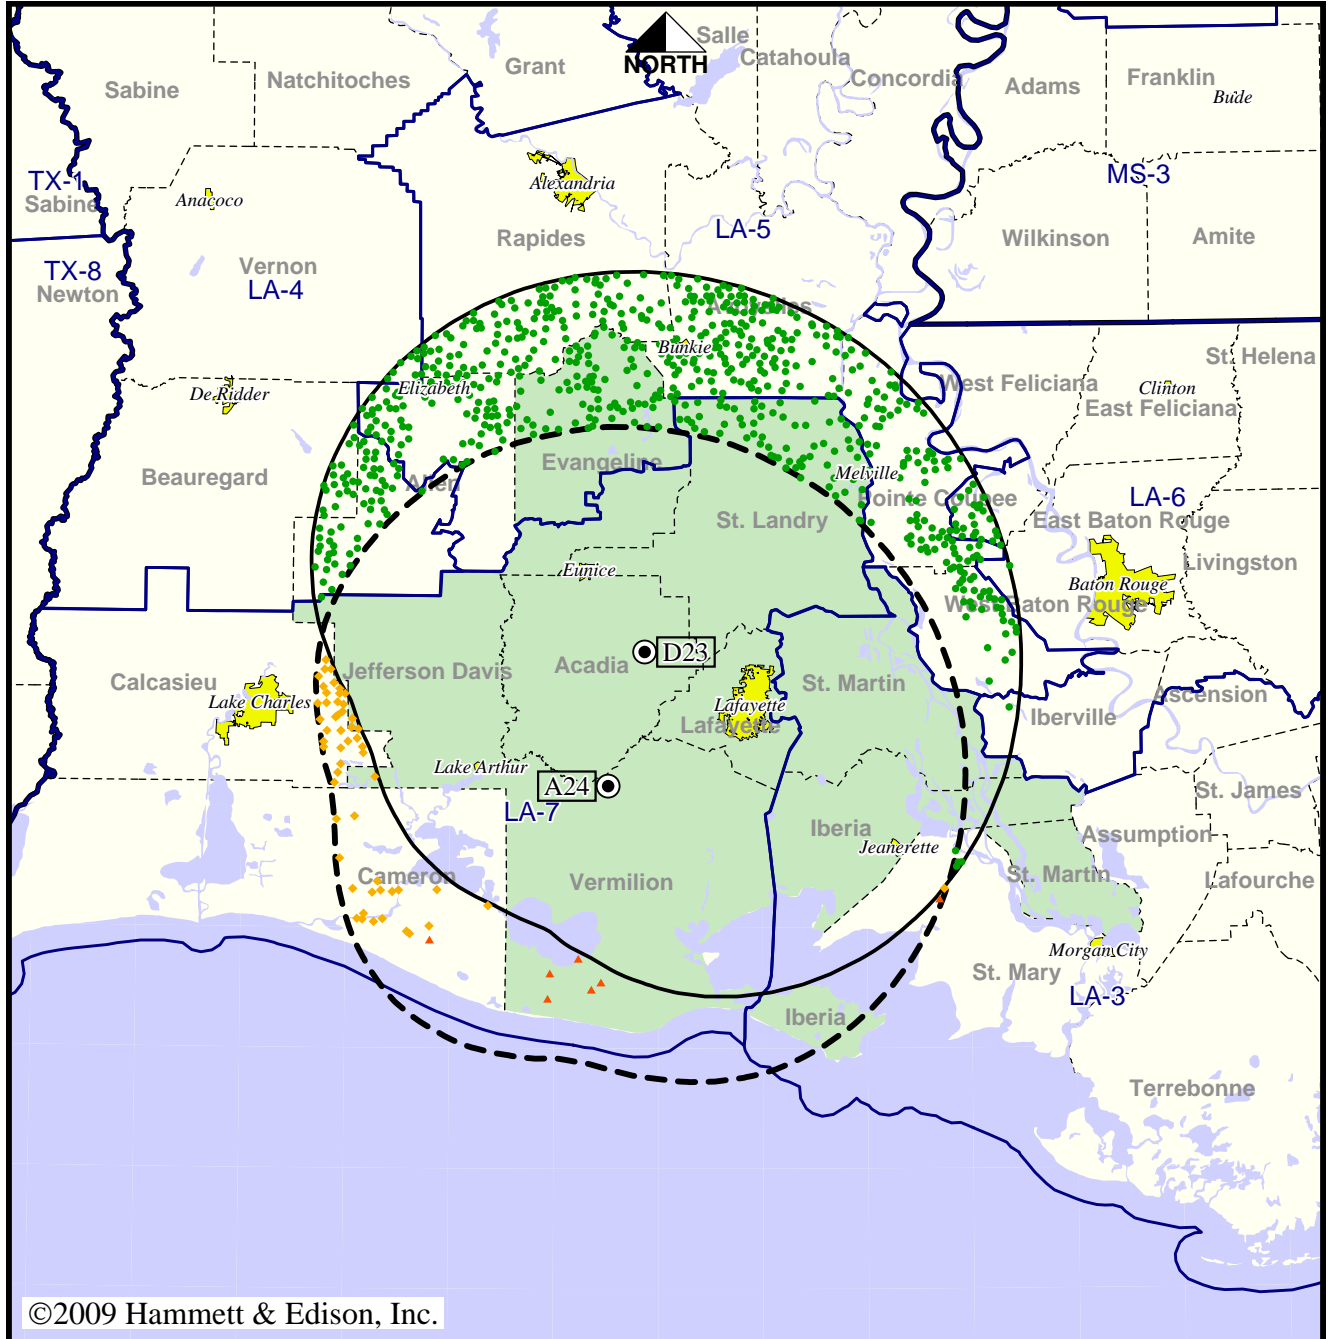 Salle
Catahoula
Grant
NORTH
Sabine
Natchitoches
Concordia
Adams
Franklin
Bude
TX-1
Sabine
Anacoco
Alexandria
MS-3
Rapides
LA-5
Wilkinson
Amite
TX-8
Newton
Vernon
LA-4
Avoyelles
Bunkie
St. Helena
De Ridder
Elizabeth
West Feliciana
Clinton
East Feliciana
Beauregard
Allen
Evangeline
Melville
Pointe Coupee
LA-6
St. Landry
East Baton Rouge
Livingston
Eunice
Baton Rouge
West Baton Rouge
D23
Jefferson Davis
Acadia
Calcasieu
St. Martin
Lake Charles
Lafayette
Lafayette
Ascension
Iberville
Lake Arthur
A24
LA-7
St. James
Iberia
Jeanerette
Assumption
Cameron
Vermilion
St. Martin
Lafourche
Morgan City
St. Mary
LA-3
Iberia
Terrebonne
©2009 Hammett & Edison, Inc.